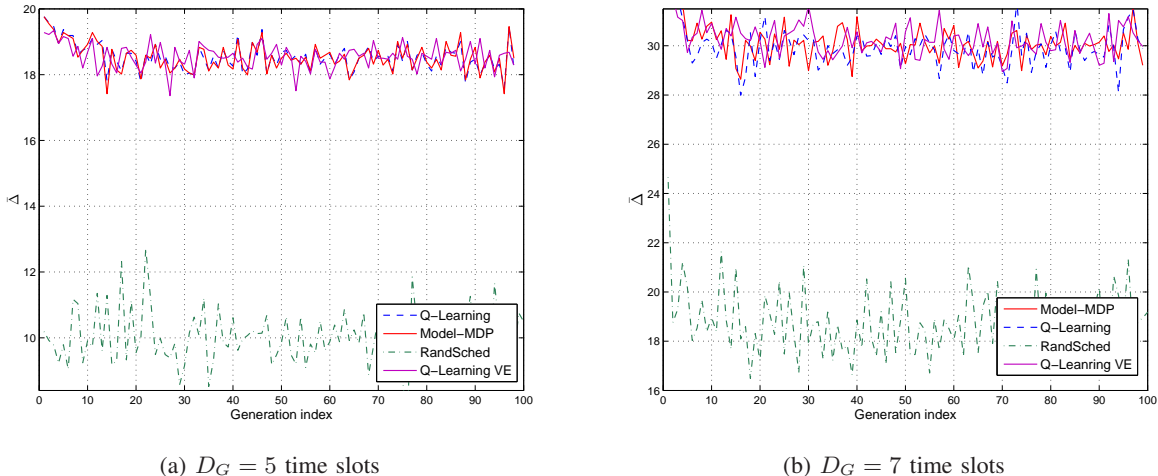 20
18
16
14
12
10
Δ̄
0 10 20 30 40 50 60 70 80 90 100
Generation index
Q−Learning
Model−MDP
RandSched
Q−Learning VE
(a) D_G = 5 time slots
30
28
26
24
22
20
18
16
Δ̄
0 10 20 30 40 50 60 70 80 90 100
Generation index
Model−MDP
Q−Learning
RandSched
Q−Leanring VE
(b) D_G = 7 time slots